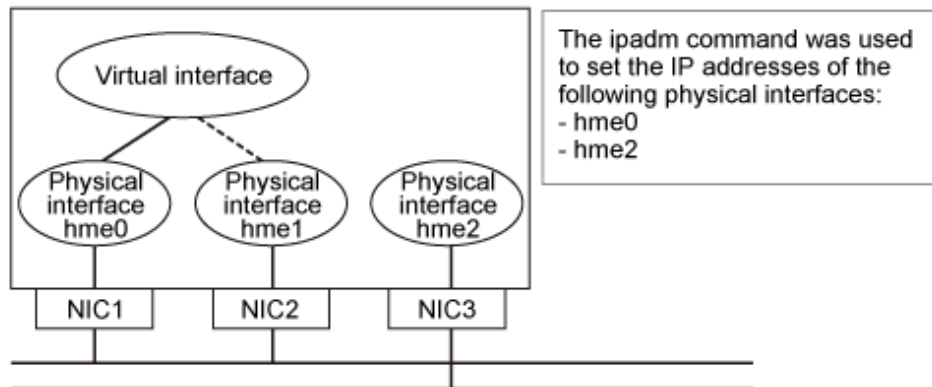 Virtual interface
Physical
interface
hme0
Physical
interface
hme1
Physical
interface
hme2
NIC1
NIC2
NIC3
The ipadm command was used
to set the IP addresses of the
following physical interfaces:
- hme0
- hme2